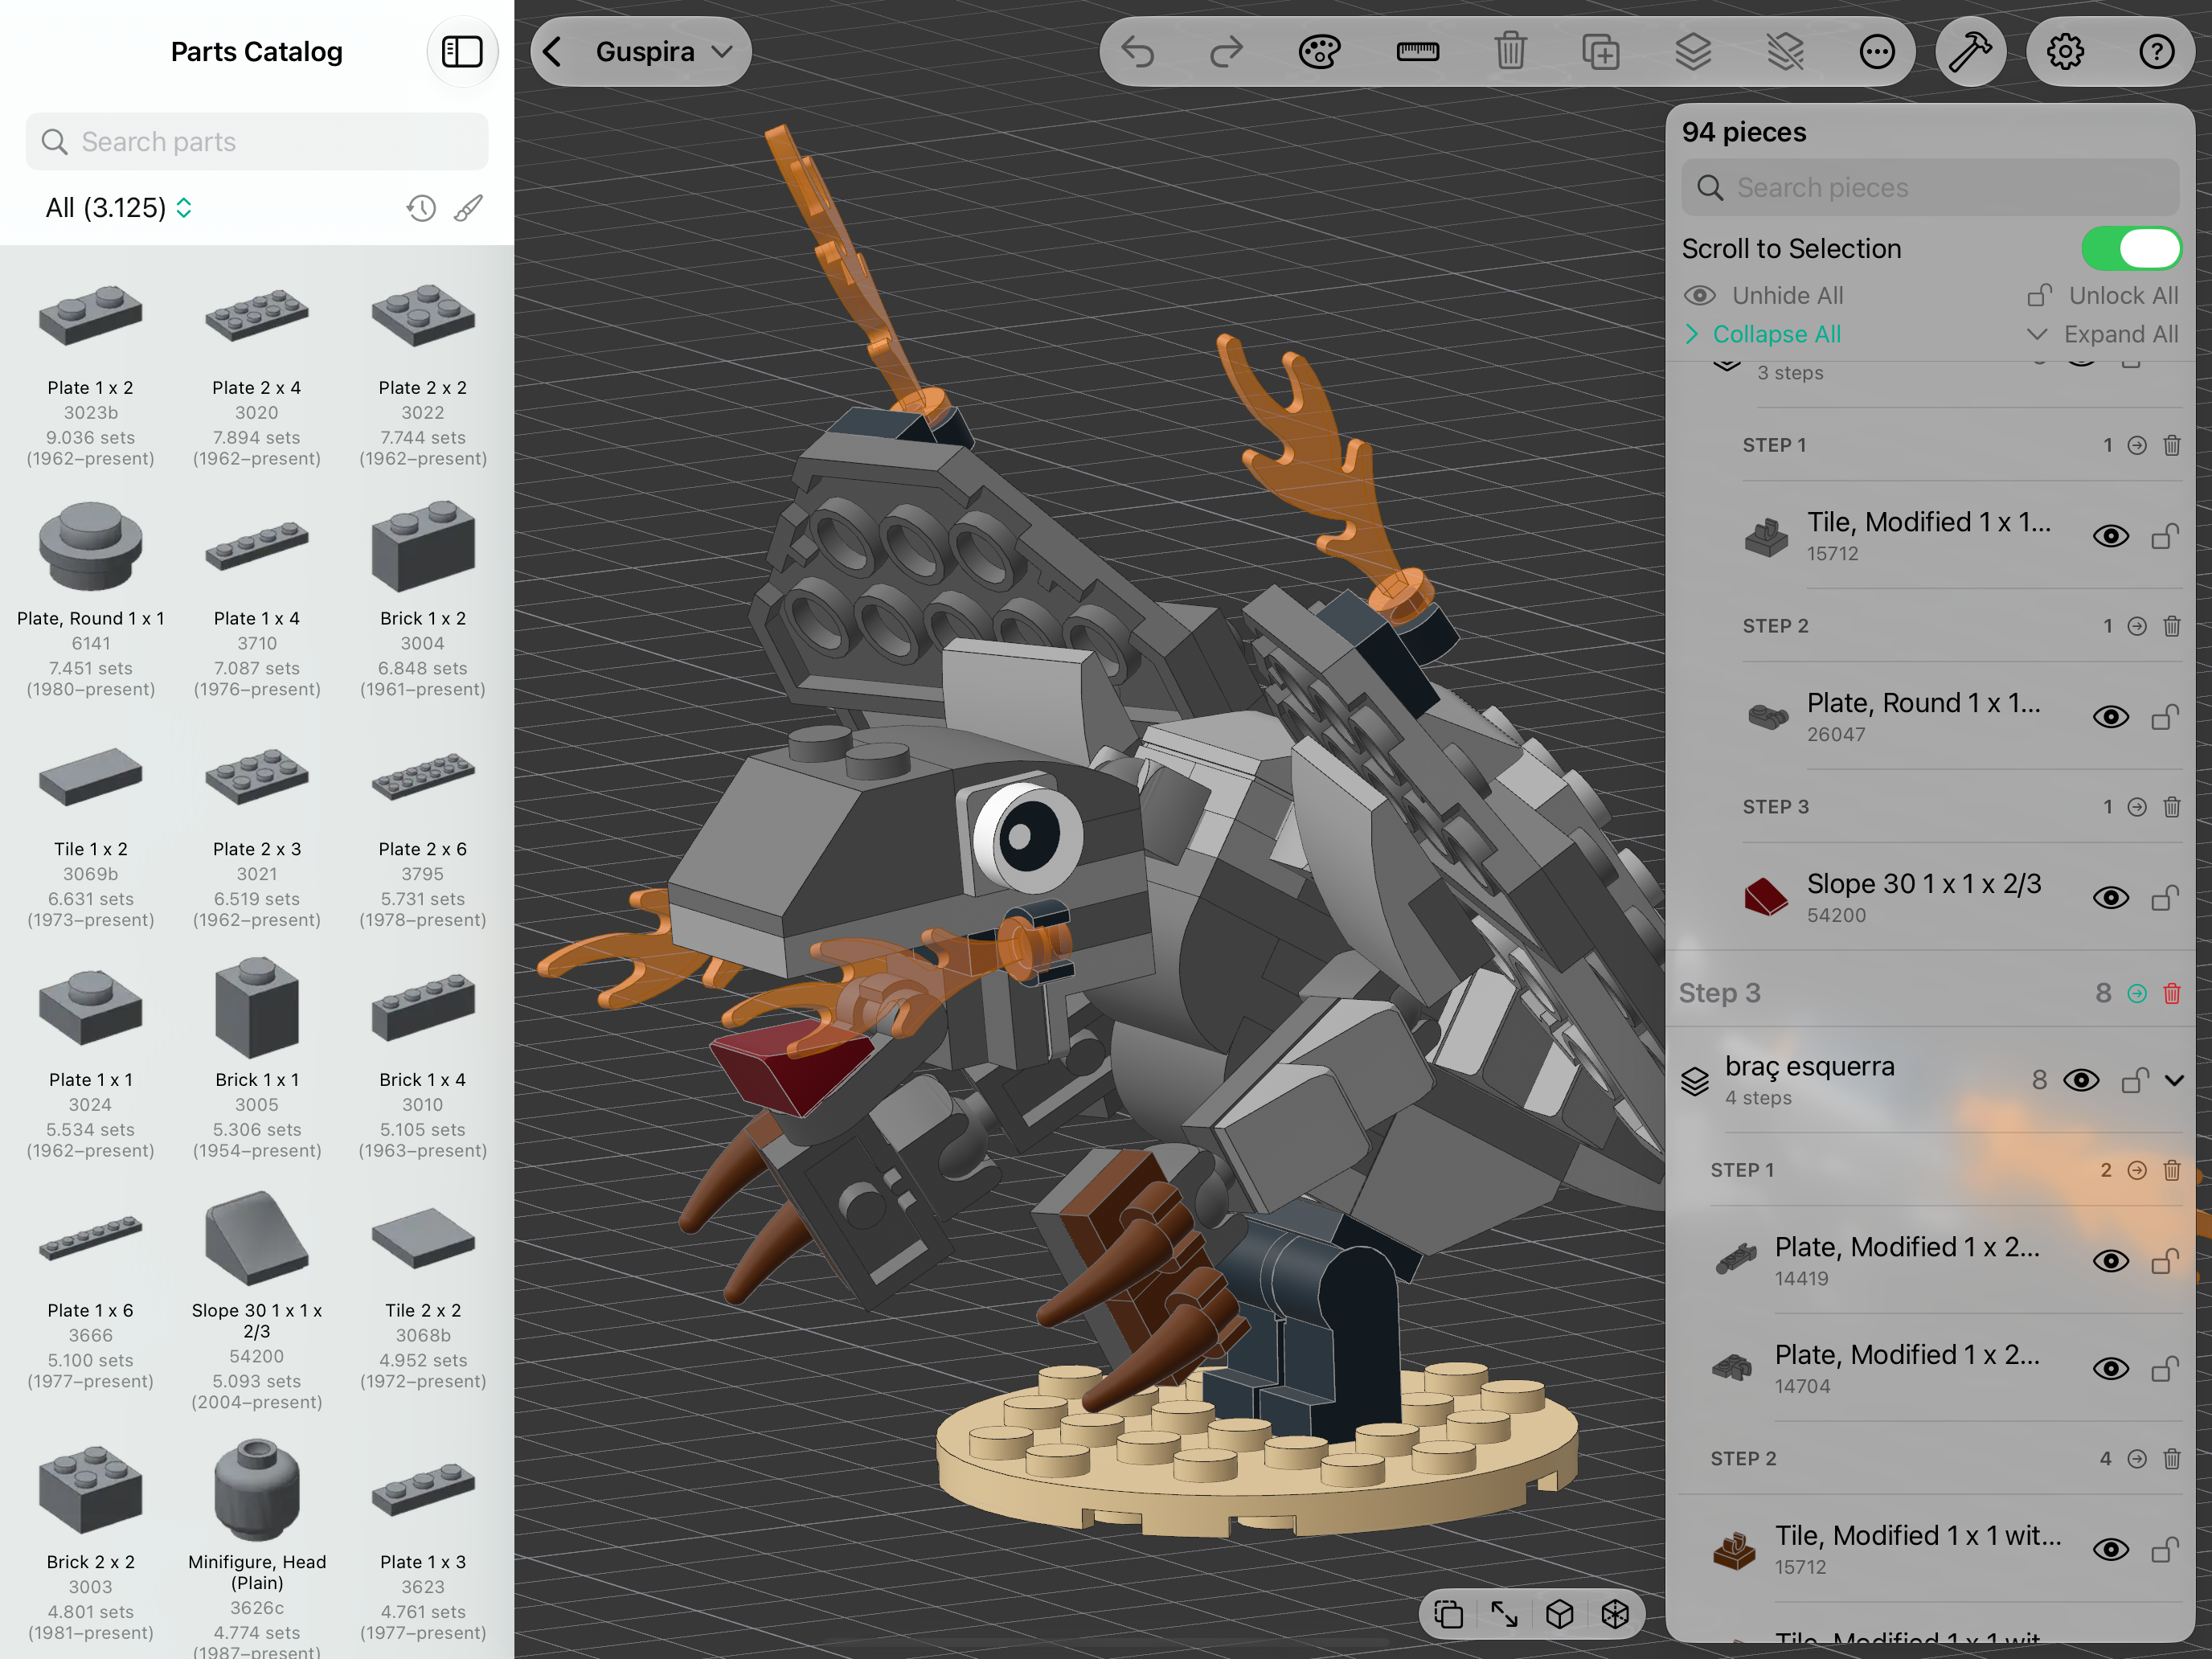 Parts Catalog
Search parts
All (3.125)
Plate 1 x 2
3023b
9.036 sets
(1962–present)
Plate 2 x 4
3020
7.894 sets
(1962–present)
Plate 2 x 2
3022
7.744 sets
(1962–present)
Plate, Round 1 x 1
6141
7.451 sets
(1980–present)
Plate 1 x 4
3710
7.087 sets
(1976–present)
Brick 1 x 2
3004
6.848 sets
(1961–present)
Tile 1 x 2
3069b
6.631 sets
(1973–present)
Plate 2 x 3
3021
6.519 sets
(1962–present)
Plate 2 x 6
3795
5.731 sets
(1978–present)
Plate 1 x 1
3024
5.534 sets
(1962–present)
Brick 1 x 1
3005
5.306 sets
(1954–present)
Brick 1 x 4
3010
5.105 sets
(1963–present)
Plate 1 x 6
3666
5.100 sets
(1977–present)
Slope 30 1 x 1 x
2/3
54200
5.093 sets
(2004–present)
Tile 2 x 2
3068b
4.952 sets
(1972–present)
Brick 2 x 2
3003
4.801 sets
(1981–present)
Minifigure, Head
(Plain)
3626c
4.774 sets
(1987–present)
Plate 1 x 3
3623
4.761 sets
(1977–present)
Guspira
94 pieces
Search pieces
Scroll to Selection
Unhide All
Unlock All
Collapse All
Expand All
3 steps
STEP 1 1
Tile, Modified 1 x 1...
15712
STEP 2 1
Plate, Round 1 x 1...
26047
STEP 3 1
Slope 30 1 x 1 x 2/3
54200
Step 3 8
braç esquerra 8
4 steps
STEP 1 2
Plate, Modified 1 x 2...
14419
Plate, Modified 1 x 2...
14704
STEP 2 4
Tile, Modified 1 x 1 wit...
15712
Tile, Modified 1 x 1 wit...